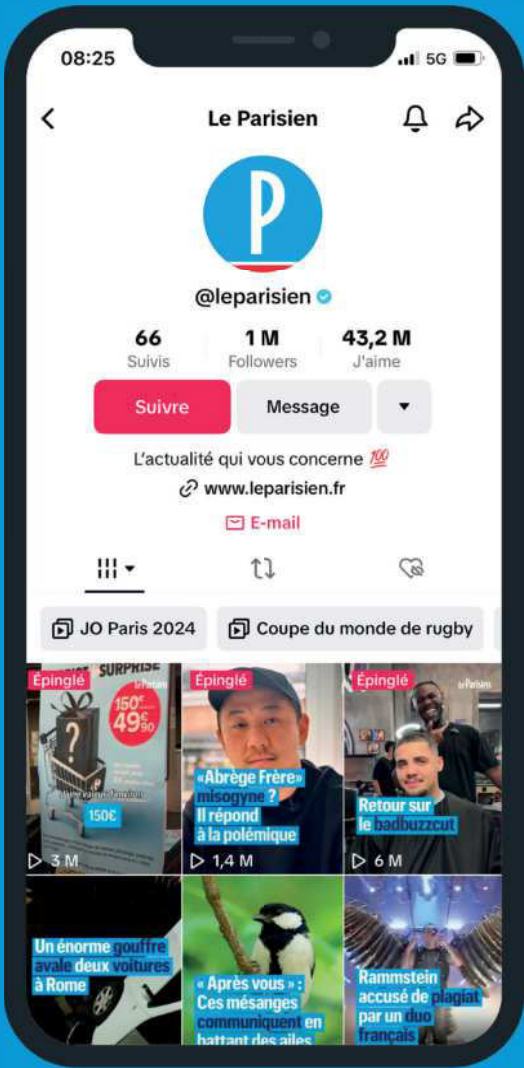 08:25
5G
Le Parisien
P
@leparisien
66
1 M
43,2 M
Suivis
Followers
J'aime
Suivre
Message
L'actualité qui vous concerne 💯
www.leparisien.fr
E-mail
JO Paris 2024
Coupe du monde de rugby
Épinglé
SURPRISE
150€
49€90
?
150€
3 M
Épinglé
«Abrège Frère»
misogyne ?
Il répond
à la polémique
1,4 M
Épinglé
le Parisien
Retour sur
le badbuzzcut
6 M
Un énorme gouffre
avale deux voitures
à Rome
« Après vous » :
Ces mésanges
communiquent en
battant des ailes
Rammstein
accusé de plagiat
par un duo
français